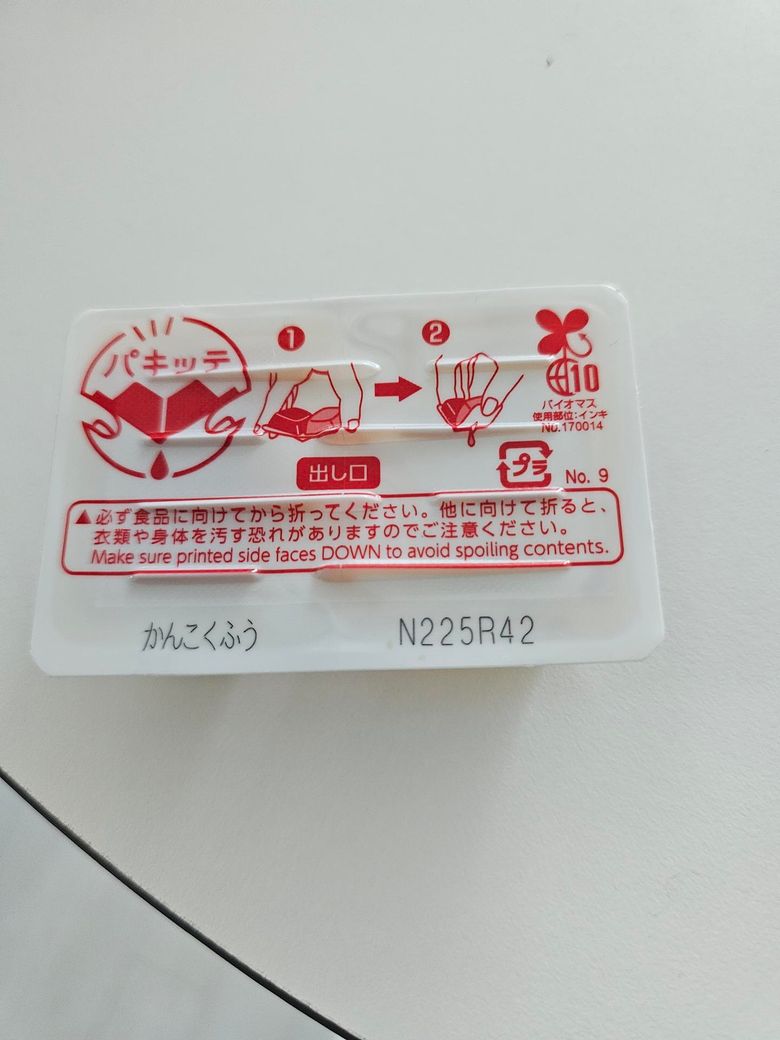 パキッテ
1
2
10
バイオマス
使用部位:インキ
No.170014
出し口
プラ
No. 9
▲必ず食品に向けてから折ってください。他に向けて折ると、
衣類や身体を汚す恐れがありますのでご注意ください。
Make sure printed side faces DOWN to avoid spoiling contents.
かんこくふう
N225R42